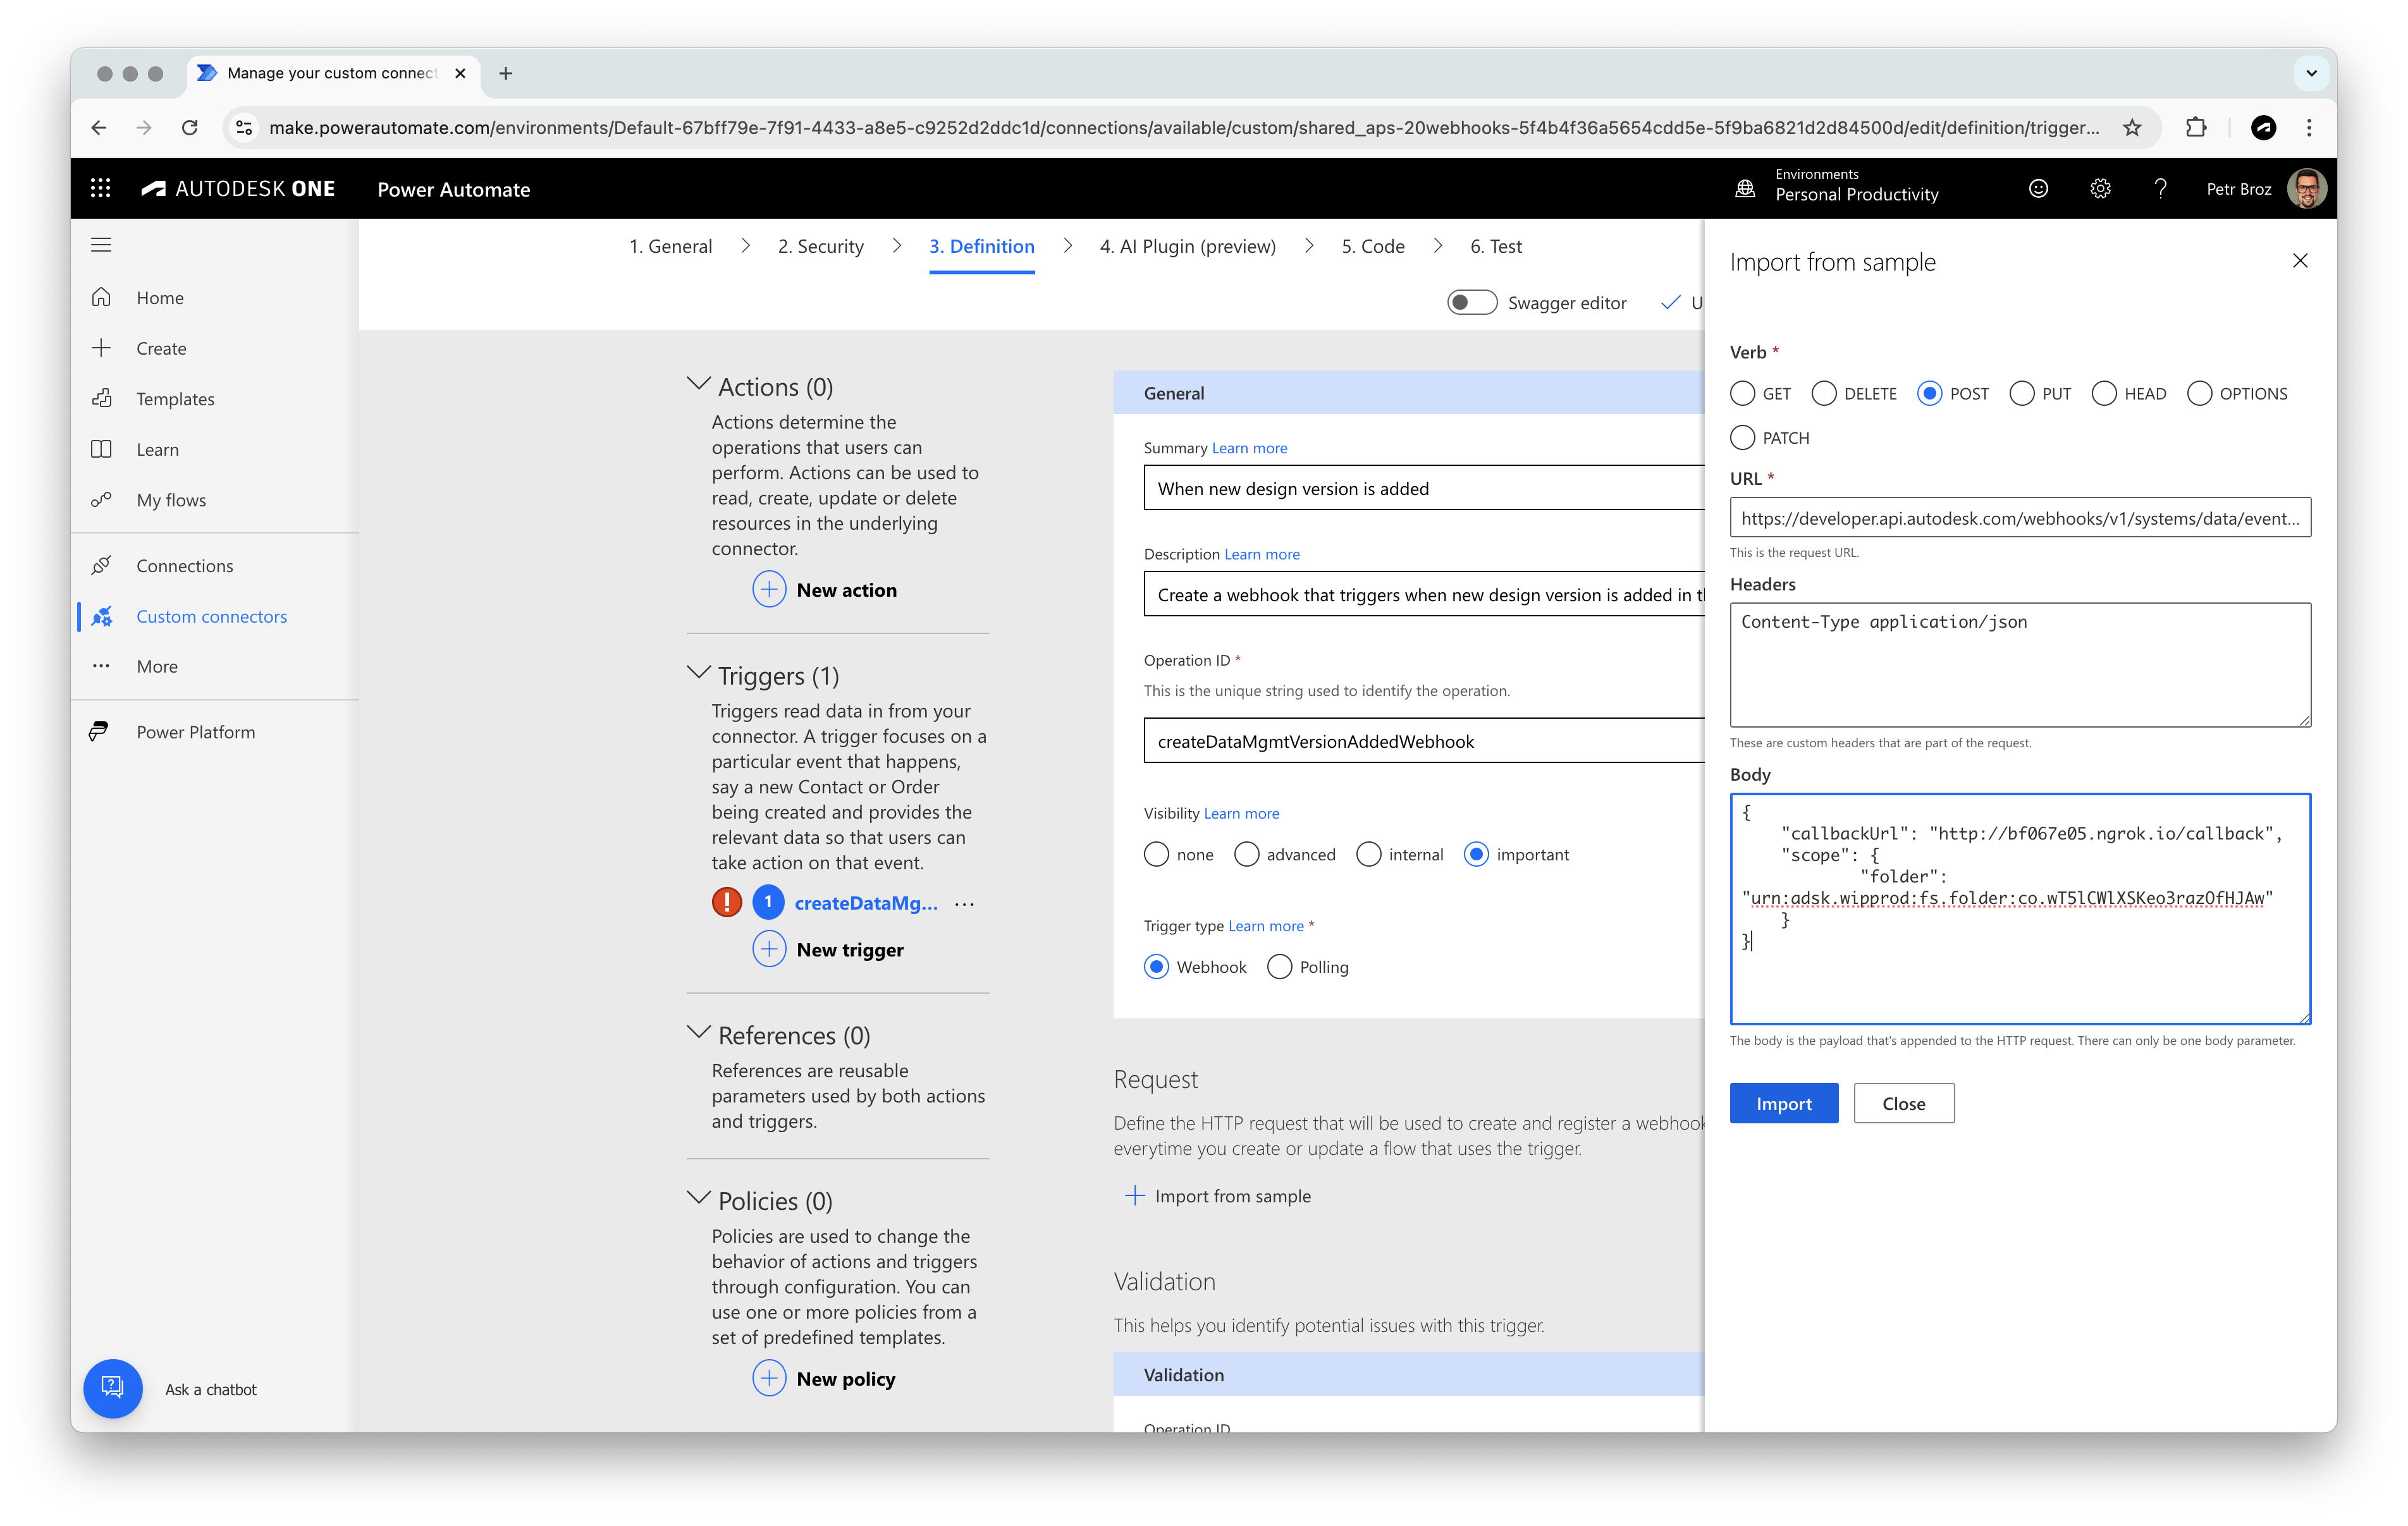 Manage your custom connect
make.powerautomate.com/environments/Default-67bff79e-7f91-4433-a8e5-c9252d2ddc1d/connections/available/custom/shared_aps-20webhooks-5f4b4f36a5654cdd5e-5f9ba6821d2d84500d/edit/definition/trigger...
AUTODESK ONE
Power Automate
Environments
Personal Productivity
Petr Broz
Home
Create
Templates
Learn
My flows
Connections
Custom connectors
More
Power Platform
Ask a chatbot
1. General
2. Security
3. Definition
4. AI Plugin (preview)
5. Code
6. Test
Swagger editor
U
Actions (0)
Actions determine the
operations that users can
perform. Actions can be used to
read, create, update or delete
resources in the underlying
connector.
New action
Triggers (1)
Triggers read data in from your
connector. A trigger focuses on a
particular event that happens,
say a new Contact or Order
being created and provides the
relevant data so that users can
take action on that event.
1 createDataMg... ...
New trigger
References (0)
References are reusable
parameters used by both actions
and triggers.
Policies (0)
Policies are used to change the
behavior of actions and triggers
through configuration. You can
use one or more policies from a
set of predefined templates.
New policy
General
Summary Learn more
When new design version is added
Description Learn more
Create a webhook that triggers when new design version is added in t
Operation ID *
This is the unique string used to identify the operation.
createDataMgmtVersionAddedWebhook
Visibility Learn more
none advanced internal important
Trigger type Learn more *
Webhook Polling
Request
Define the HTTP request that will be used to create and register a webhook
everytime you create or update a flow that uses the trigger.
Import from sample
Validation
This helps you identify potential issues with this trigger.
Validation
Operation ID
Import from sample
Verb *
GET DELETE POST PUT HEAD OPTIONS
PATCH
URL *
https://developer.api.autodesk.com/webhooks/v1/systems/data/event...
This is the request URL.
Headers
Content-Type application/json
These are custom headers that are part of the request.
Body
{
"callbackUrl": "http://bf067e05.ngrok.io/callback",
"scope": {
"folder":
"urn:adsk.wipprod:fs.folder:co.wT5lCWlXSKeo3razOfHJAw"
}
}
The body is the payload that's appended to the HTTP request. There can only be one body parameter.
Import
Close